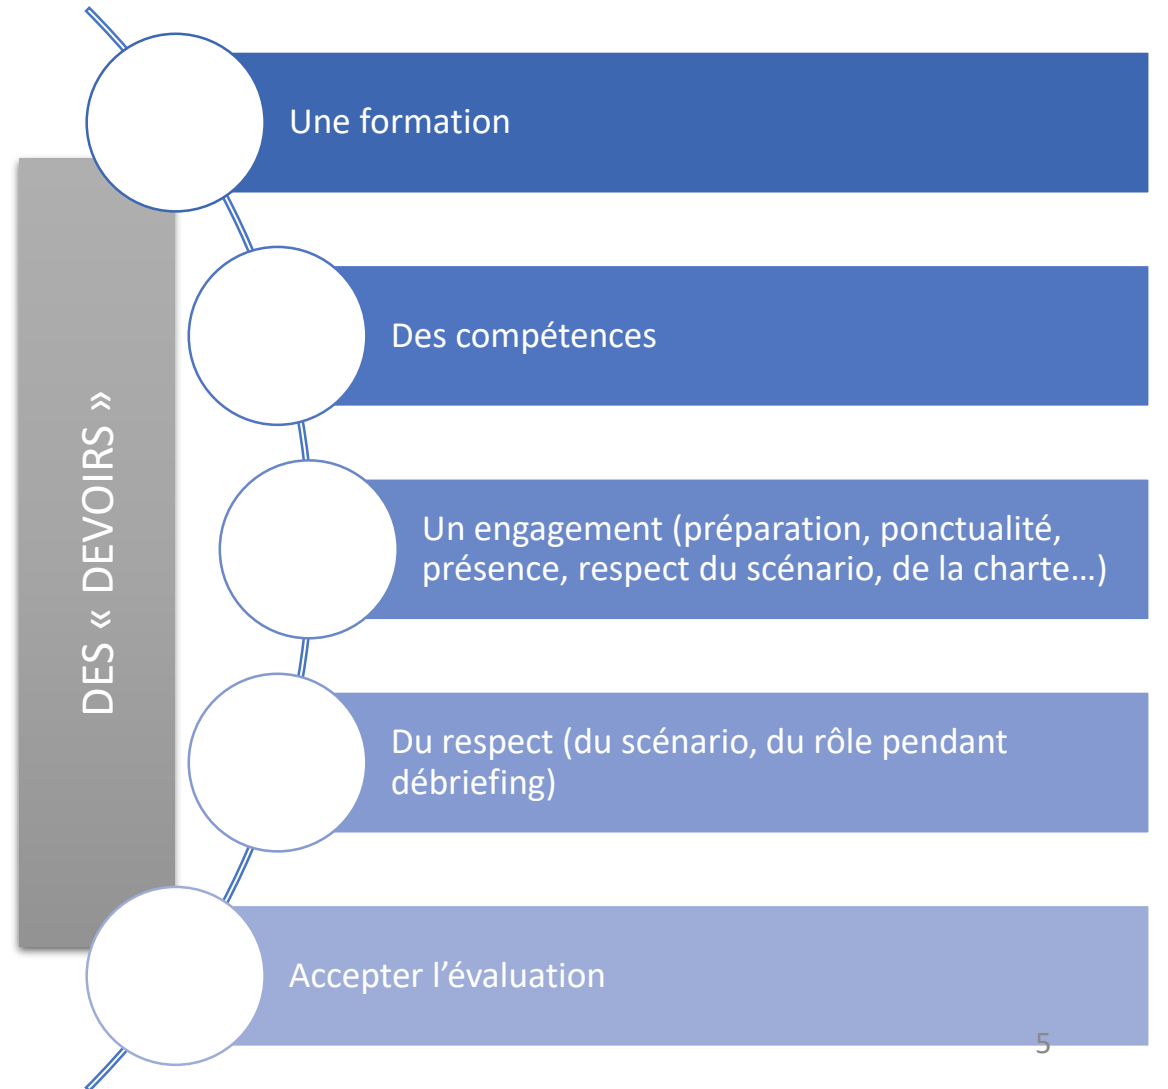 DES « DEVOIRS »
Une formation
Des compétences
Un engagement (préparation, ponctualité,
présence, respect du scénario, de la charte…)
Du respect (du scénario, du rôle pendant
débriefing)
Accepter l’évaluation
5